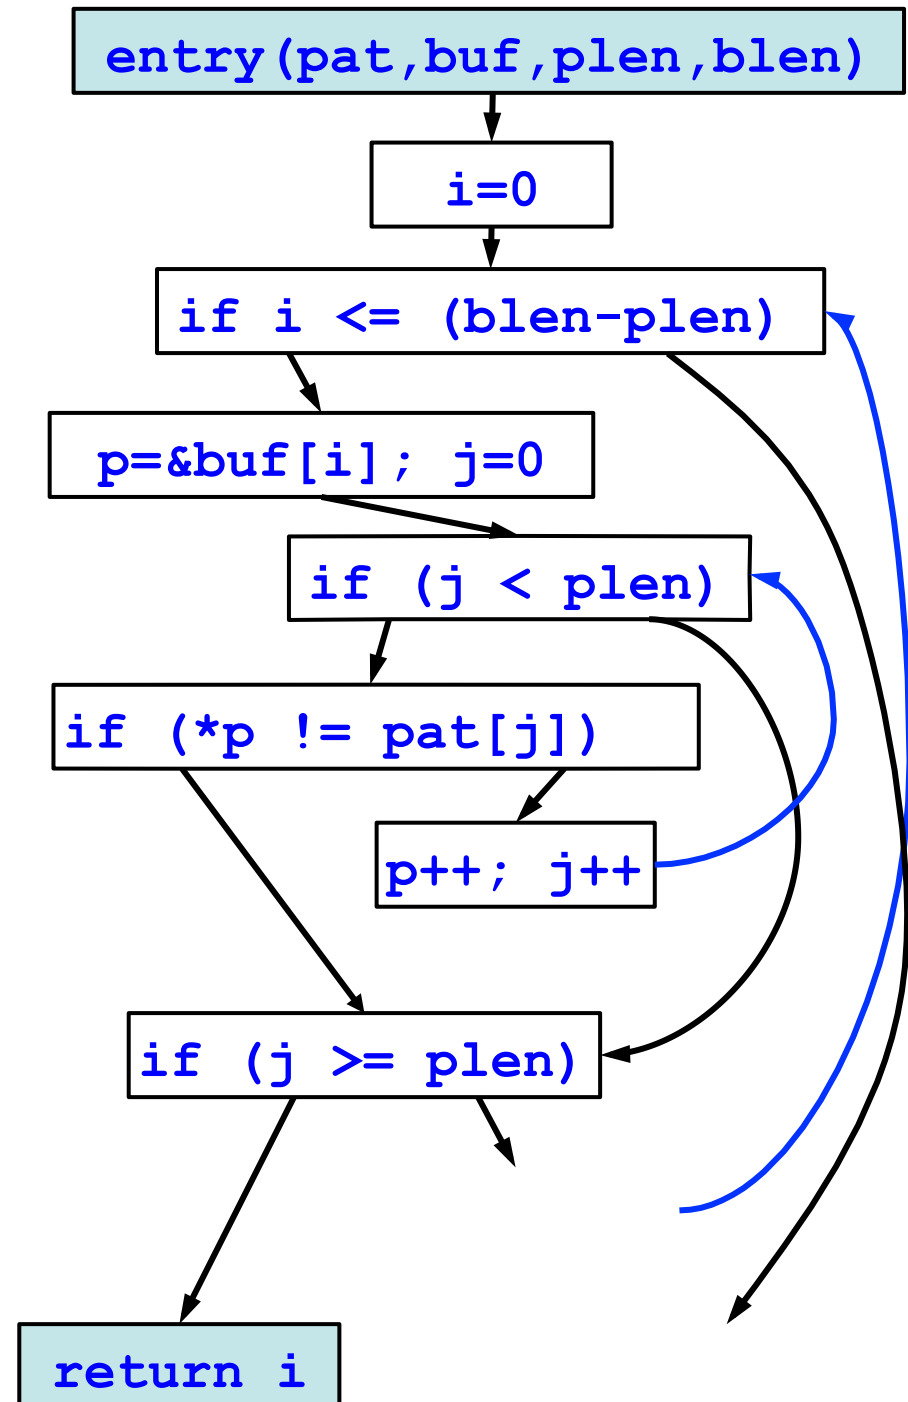 entry(pat,buf,plen,blen)
i=0
if i <= (blen-plen)
p=&buf[i]; j=0
if (j < plen)
if (*p != pat[j])
p++; j++
if (j >= plen)
return i